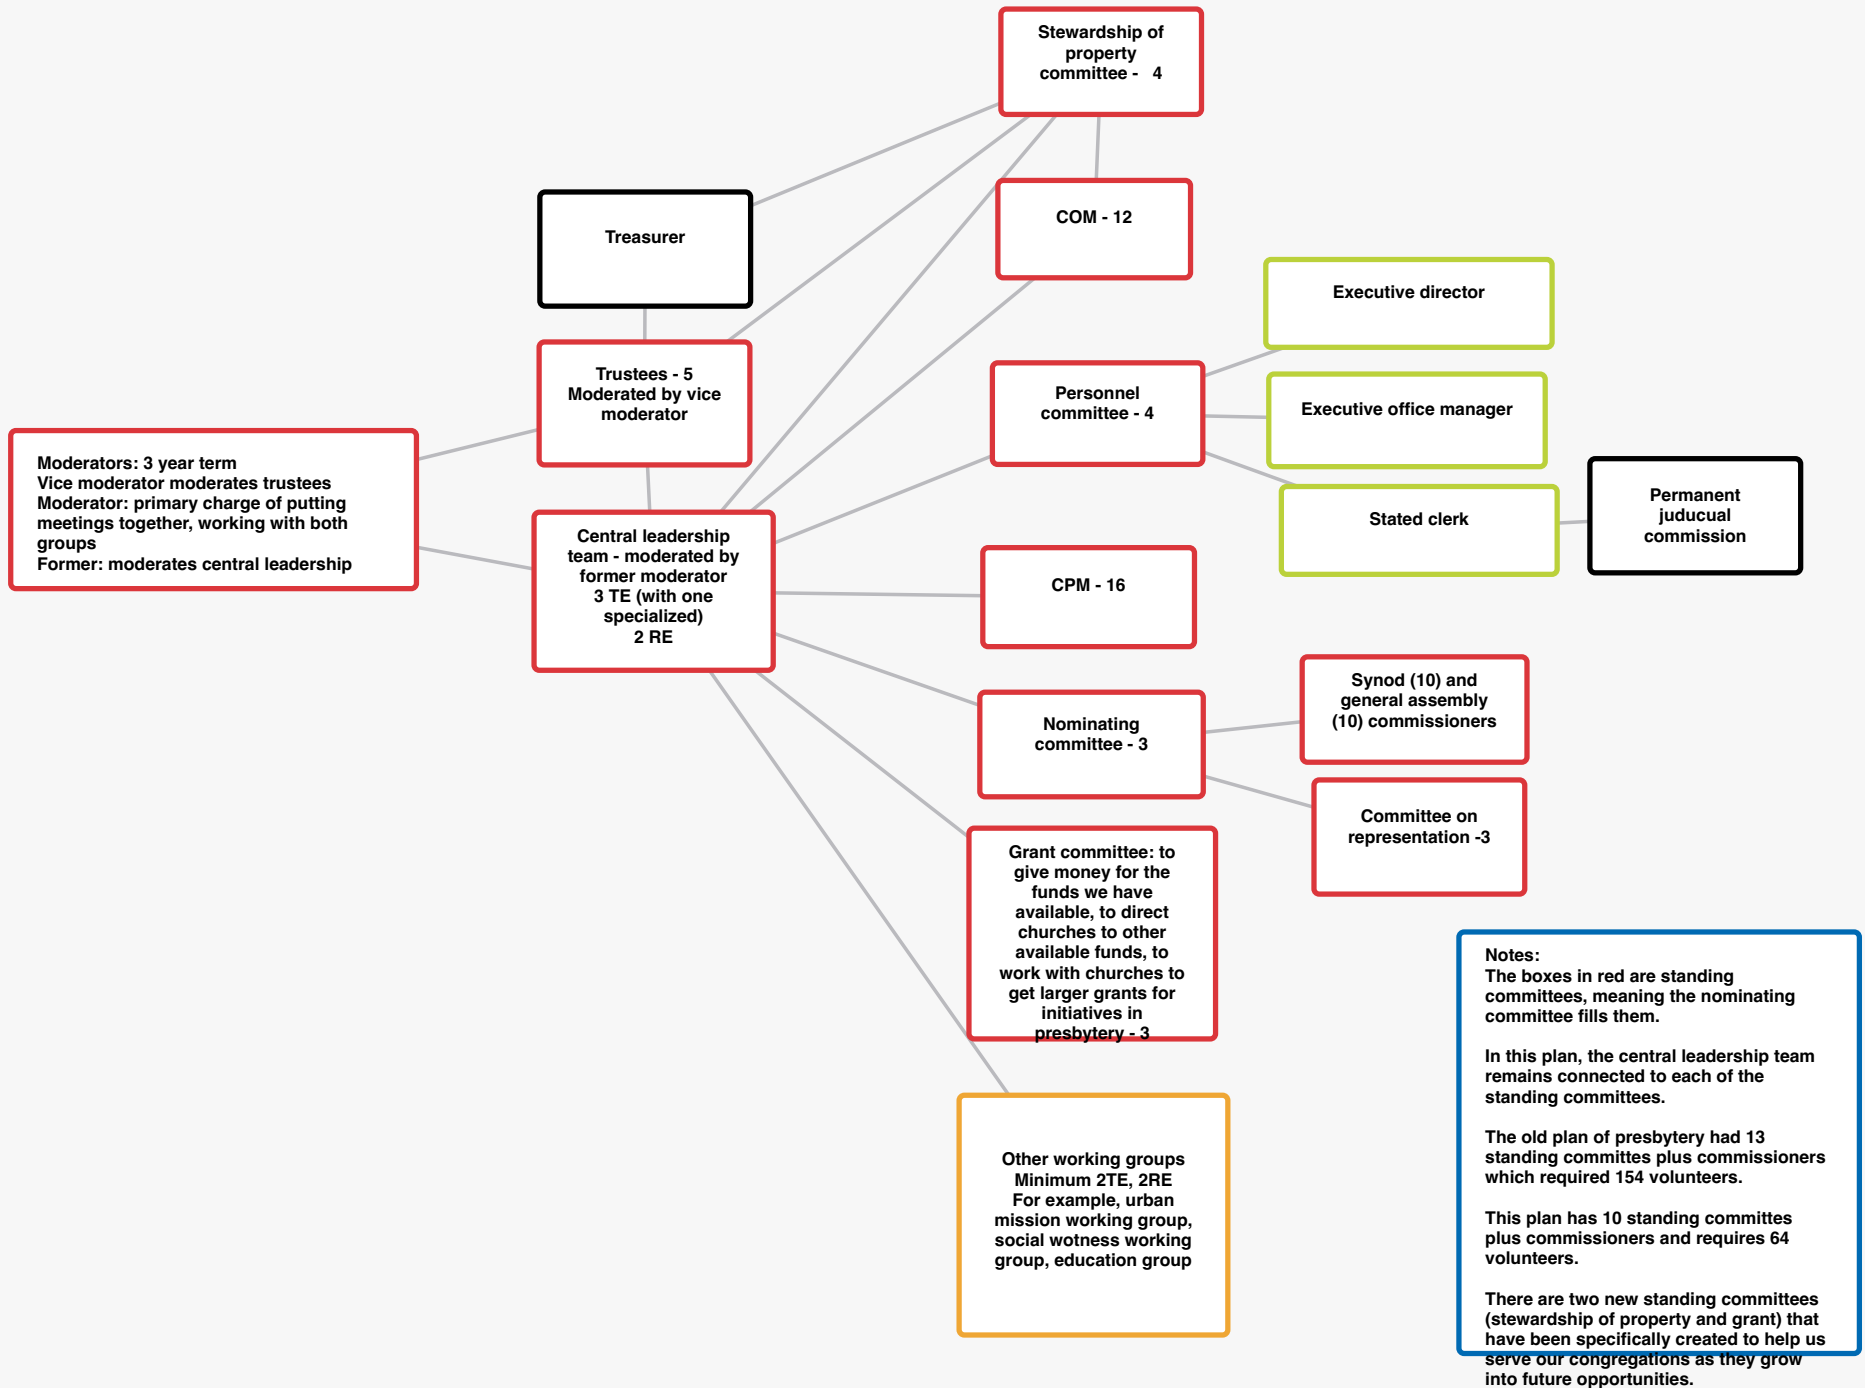 Stewardship of
property
committee -   4
Treasurer
COM - 12
Executive director
Trustees - 5
Moderated by vice
moderator
Personnel
committee - 4
Executive office manager
Moderators: 3 year term
Vice moderator moderates trustees
Moderator: primary charge of putting
meetings together, working with both
groups
Former: moderates central leadership
Stated clerk
Permanent
juducual
commission
Central leadership
team - moderated by
former moderator
3 TE (with one
specialized)
2 RE
CPM - 16
Nominating
committee - 3
Synod (10) and
general assembly
(10) commissioners
Committee on
representation -3
Grant committee: to
give money for the
funds we have
available, to direct
churches to other
available funds, to
work with churches to
get larger grants for
initiatives in
presbytery - 3
Other working groups
Minimum 2TE, 2RE
For example, urban
mission working group,
social wotness working
group, education group
Notes:
The boxes in red are standing
committees, meaning the nominating
committee fills them.
In this plan, the central leadership team
remains connected to each of the
standing committees.
The old plan of presbytery had 13
standing committes plus commissioners
which required 154 volunteers.
This plan has 10 standing committes
plus commissioners and requires 64
volunteers.
There are two new standing committees
(stewardship of property and grant) that
have been specifically created to help us
serve our congregations as they grow
into future opportunities.